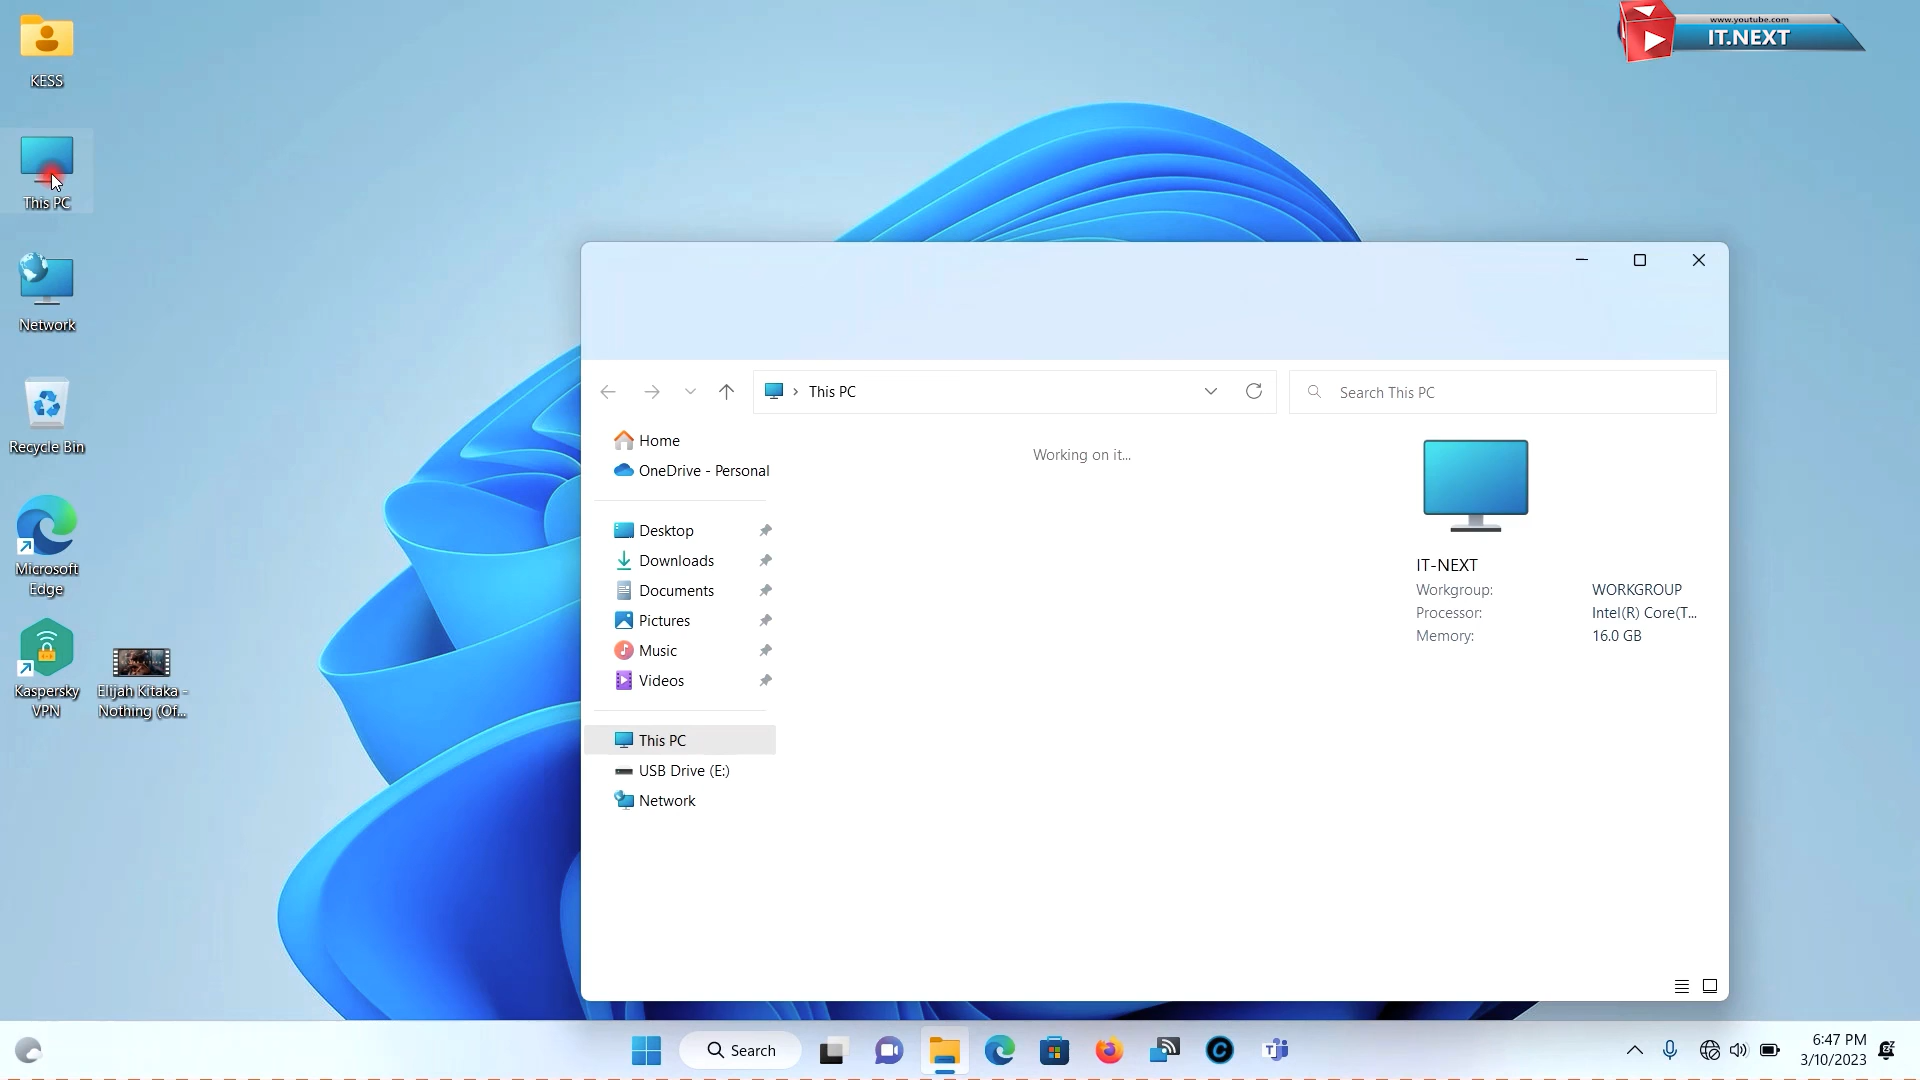 KESS
This PC
Network
Recycle Bin
Microsoft
Edge
Kaspersky
VPN
Elijah Kitaka -
Nothing (Of...
www.youtube.com
IT.NEXT
This PC
Search This PC
Home
OneDrive - Personal
Desktop
Downloads
Documents
Pictures
Music
Videos
This PC
USB Drive (E:)
Network
Working on it...
IT-NEXT
Workgroup: WORKGROUP
Processor: Intel(R) Core(T...
Memory: 16.0 GB
Search
6:47 PM
3/10/2023